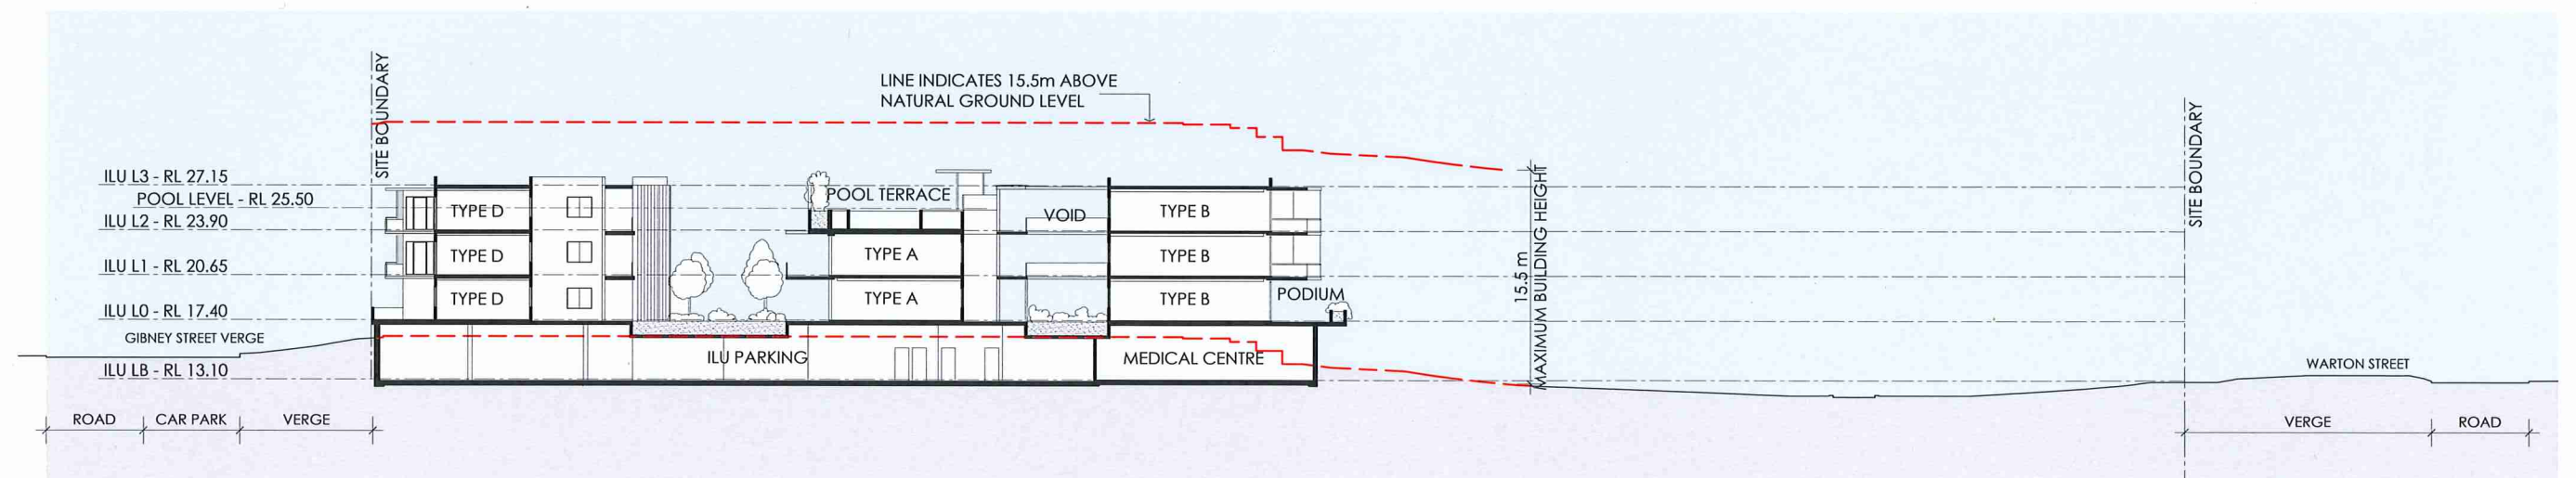 SITE BOUNDARY
LINE INDICATES 15.5m ABOVE
NATURAL GROUND LEVEL
SITE BOUNDARY
ILU L3 - RL 27.15
POOL LEVEL - RL 25.50
ILU L2 - RL 23.90
ILU L1 - RL 20.65
ILU L0 - RL 17.40
GIBNEY STREET VERGE
ILU LB - RL 13.10
TYPE D
POOL TERRACE
VOID
TYPE B
TYPE D
TYPE A
TYPE B
TYPE D
TYPE A
TYPE B
PODIUM
ILU PARKING
MEDICAL CENTRE
15.5 m
MAXIMUM BUILDING HEIGHT
WARTON STREET
ROAD
CAR PARK
VERGE
VERGE
ROAD